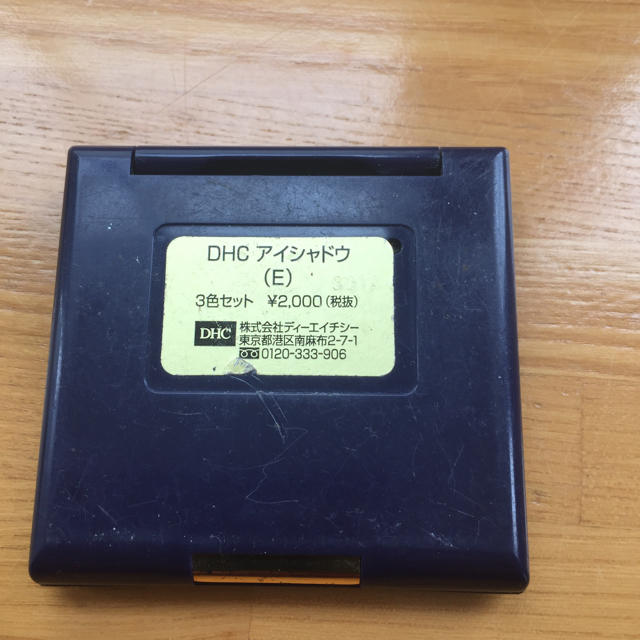 DHC アイシャドウ
(E)
3色セット ¥2,000(税抜)
DHC 株式会社ディーエイチシー
東京都港区南麻布2-7-1
0120-333-906